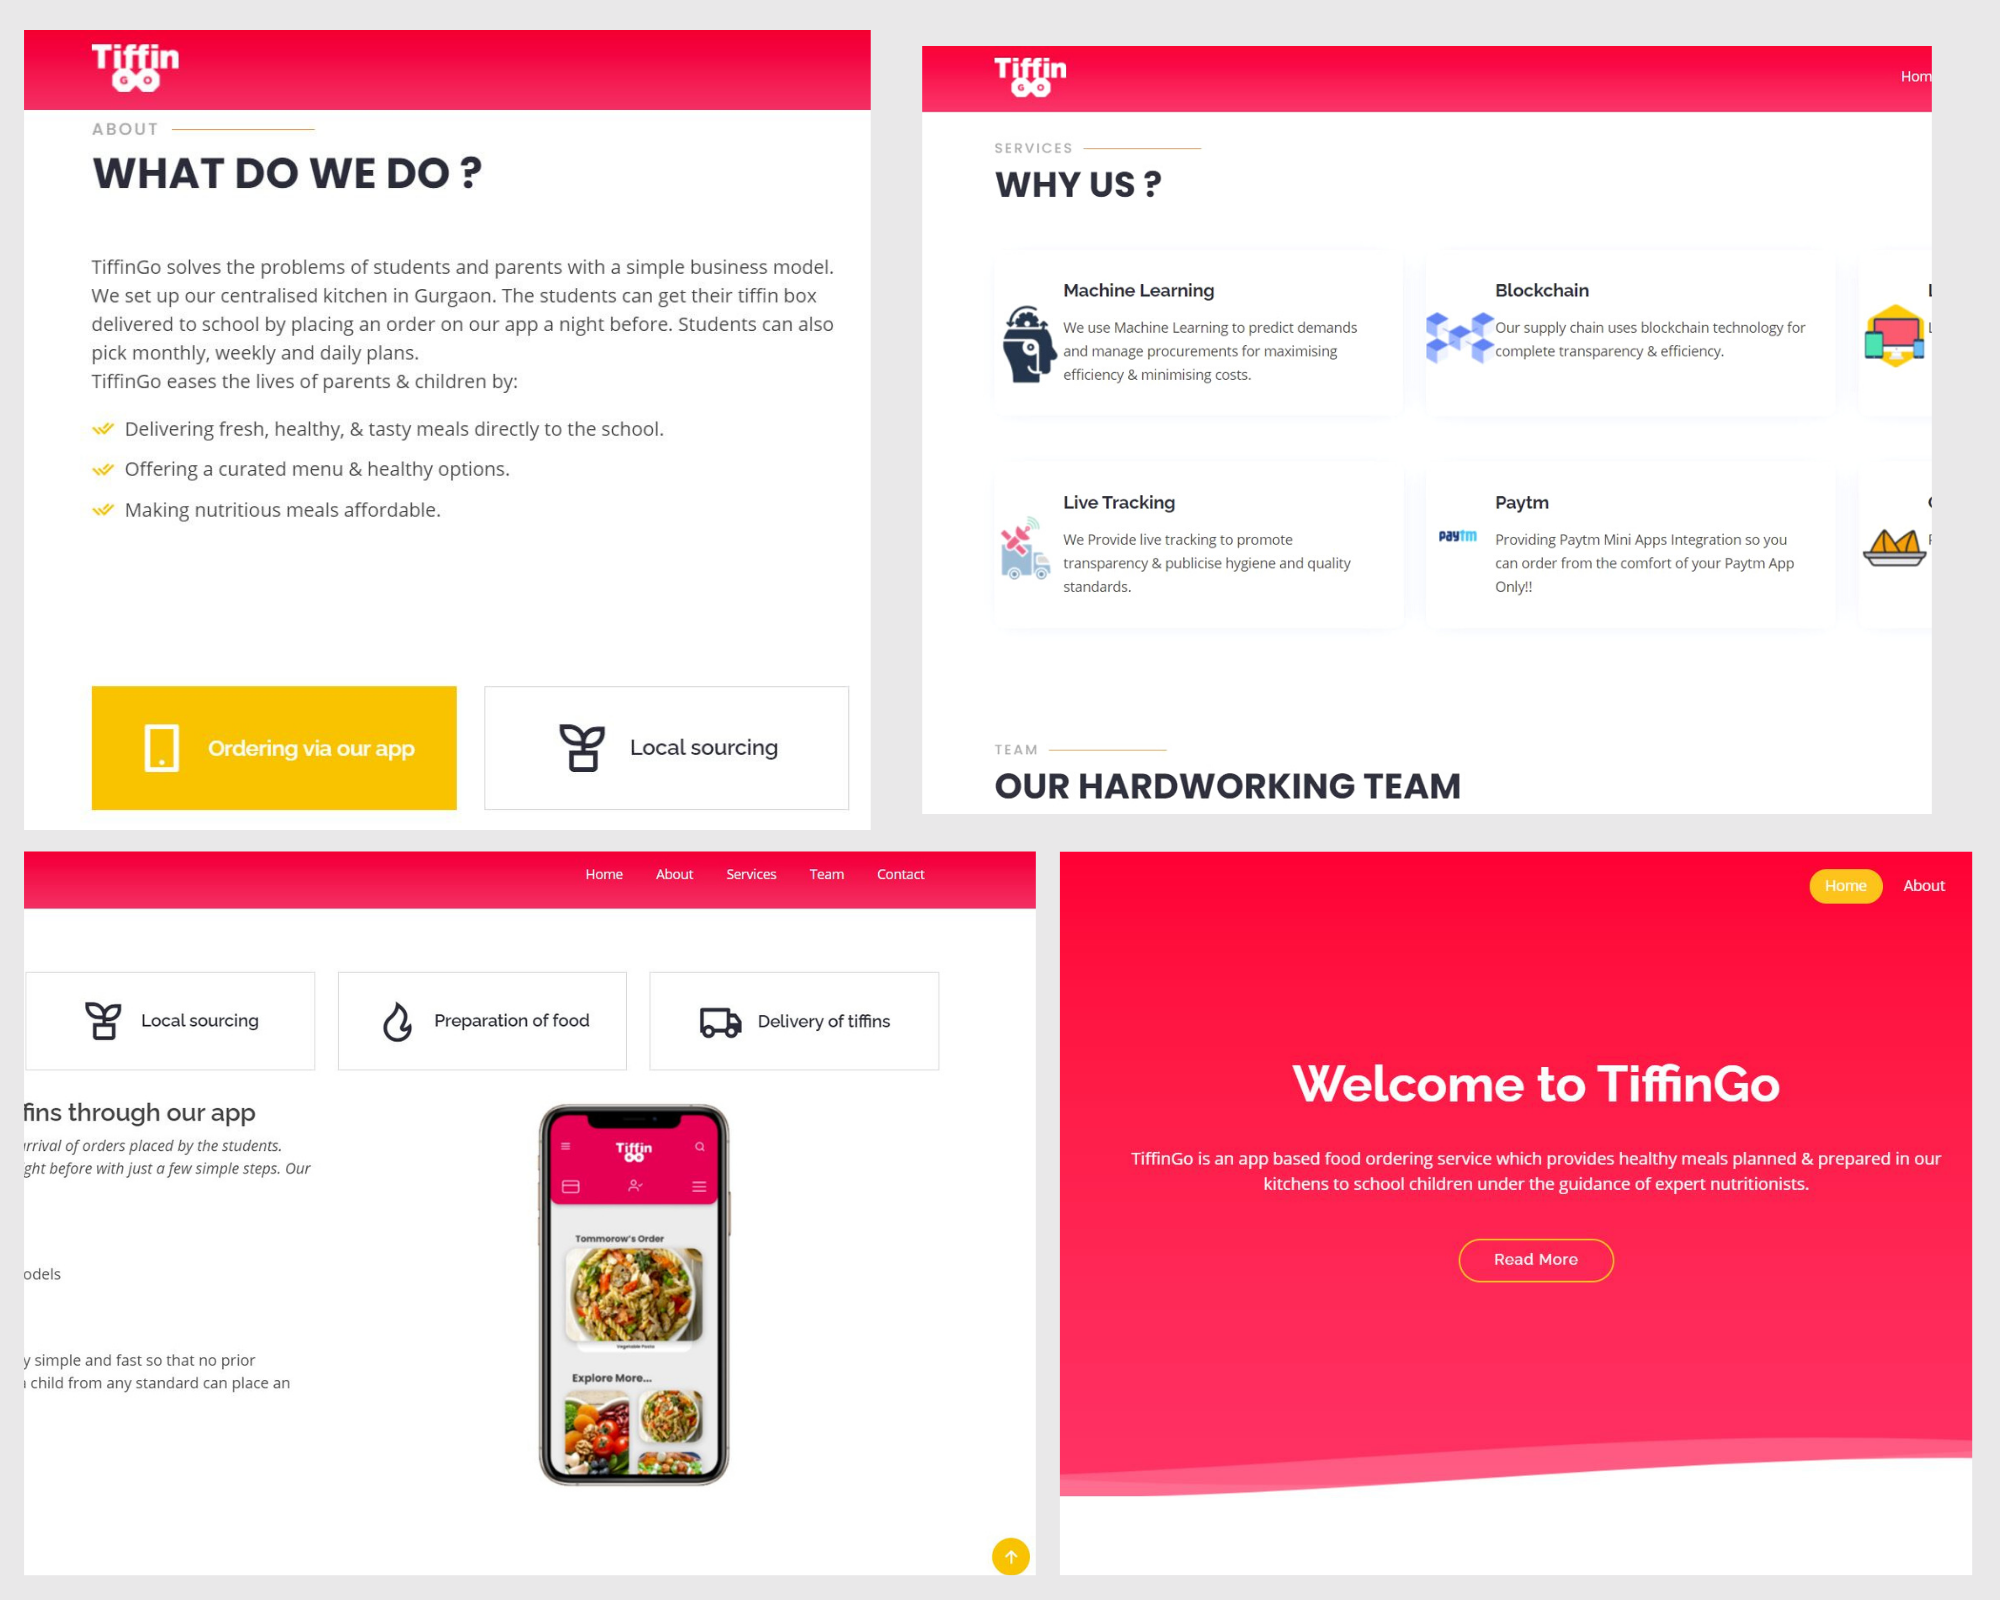 Tiffin
GO
ABOUT
WHAT DO WE DO ?
TiffinGo solves the problems of students and parents with a simple business model.
We set up our centralised kitchen in Gurgaon. The students can get their tiffin box
delivered to school by placing an order on our app a night before. Students can also
pick monthly, weekly and daily plans.
TiffinGo eases the lives of parents & children by:
Delivering fresh, healthy, & tasty meals directly to the school.
Offering a curated menu & healthy options.
Making nutritious meals affordable.
Ordering via our app
Local sourcing
Tiffin
GO
Hom
SERVICES
WHY US ?
Machine Learning
We use Machine Learning to predict demands
and manage procurements for maximising
efficiency & minimising costs.
Blockchain
Our supply chain uses blockchain technology for
complete transparency & efficiency.
Live Tracking
We Provide live tracking to promote
transparency & publicise hygiene and quality
standards.
paytm
Paytm
Providing Paytm Mini Apps Integration so you
can order from the comfort of your Paytm App
Only!!
TEAM
OUR HARDWORKING TEAM
Home About Services Team Contact
Local sourcing
Preparation of food
Delivery of tiffins
fins through our app
rrival of orders placed by the students.
ght before with just a few simple steps. Our
odels
y simple and fast so that no prior
child from any standard can place an
Tiffin
GO
Tommorow's Order
Vegetable Pasta
Explore More...
Home About
Welcome to TiffinGo
TiffinGo is an app based food ordering service which provides healthy meals planned & prepared in our
kitchens to school children under the guidance of expert nutritionists.
Read More